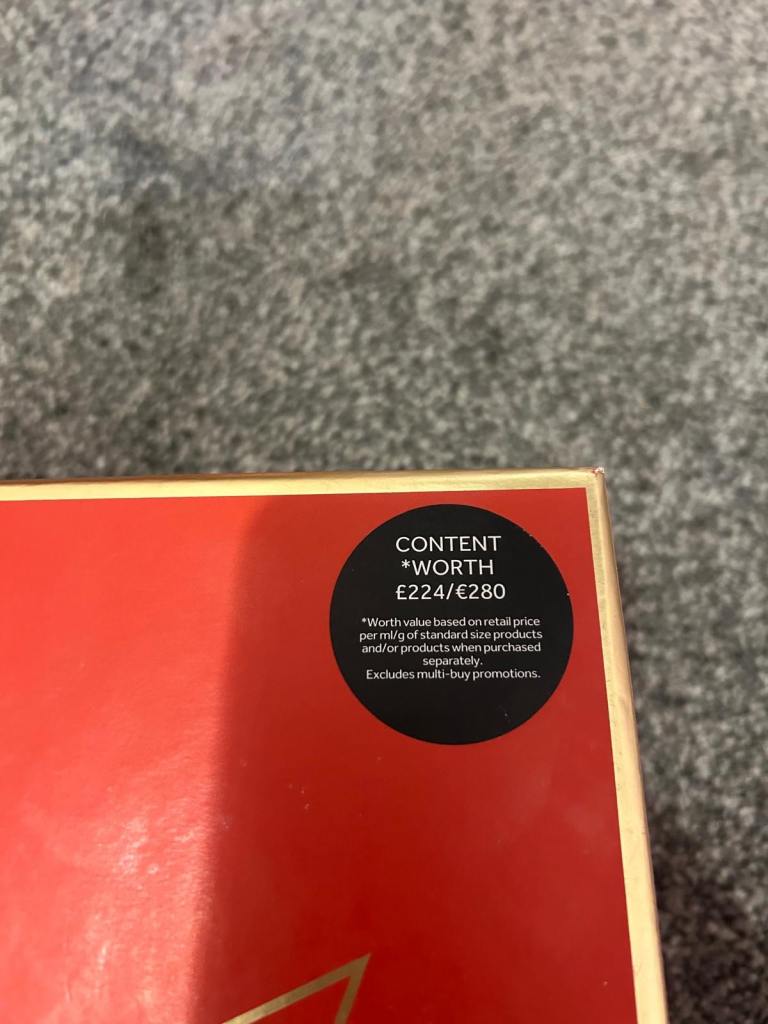 CONTENT
*WORTH
£224/€280
*Worth value based on retail price
per ml/g of standard size products
and/or products when purchased
separately.
Excludes multi-buy promotions.